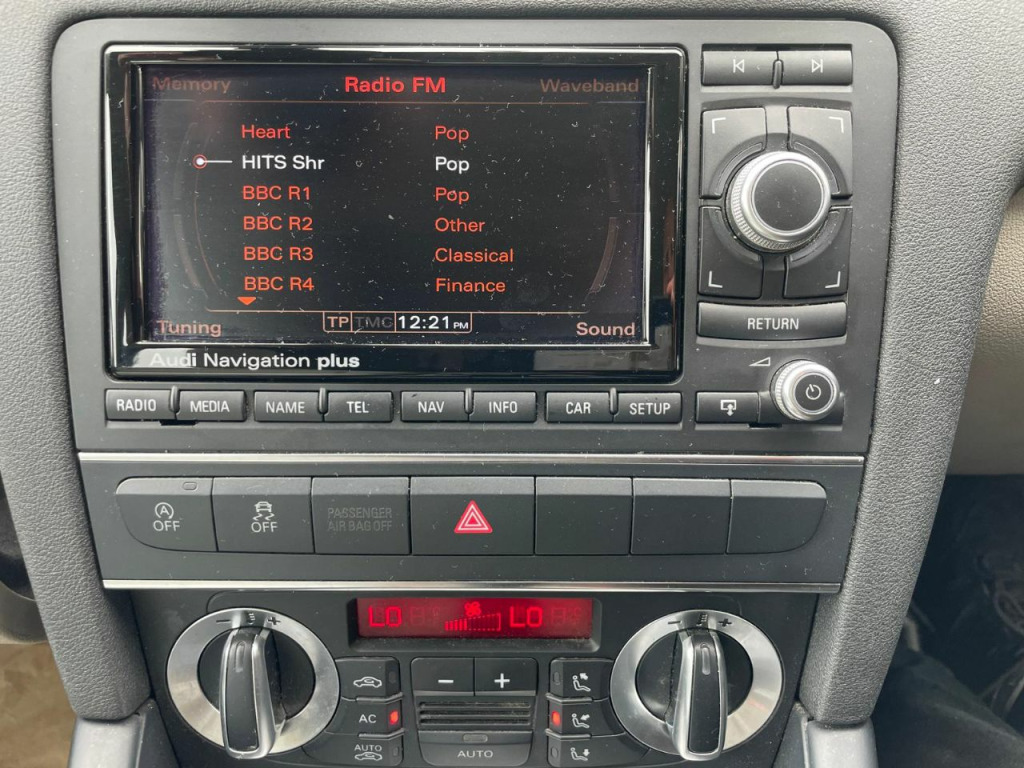 Memory Radio FM Waveband
Heart Pop
HITS Shr Pop
BBC R1 Pop
BBC R2 Other
BBC R3 Classical
BBC R4 Finance
Tuning TP TMC 12:21 PM Sound
Audi Navigation plus
RETURN
RADIO MEDIA NAME TEL NAV INFO CAR SETUP
A OFF OFF PASSENGER
AIR BAG OFF
LO LO
− + − +
− +
AC
AUTO AUTO